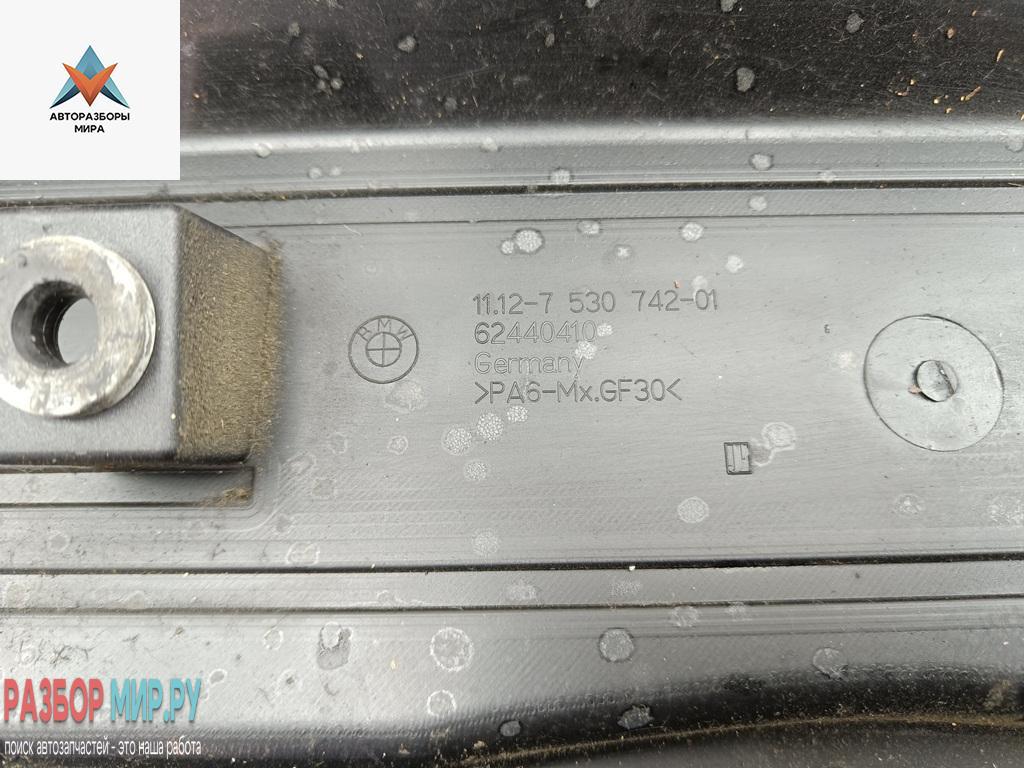 АВТОРАЗБОРЫ
МИРА
BMW
11.12-7 530 742-01
62440410
Germany
>PA6-Mx.GF30<
РАЗБОР МИР.РУ
поиск автозапчастей - это наша работа